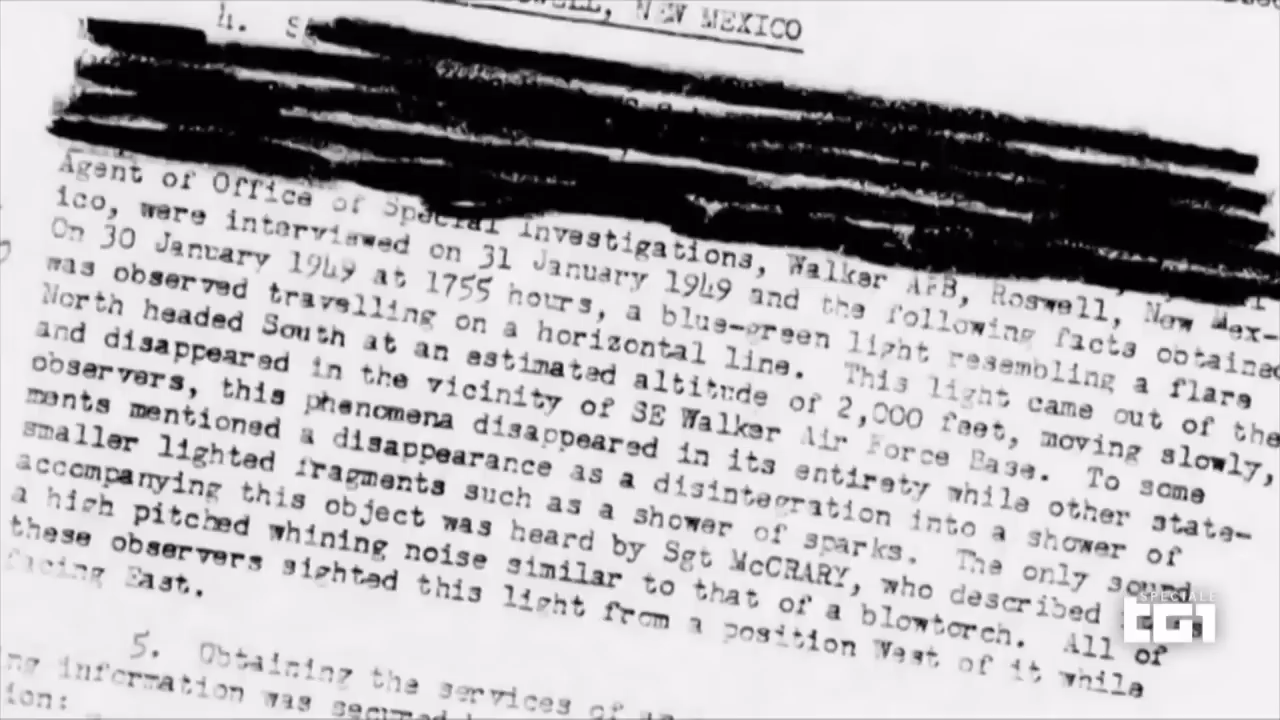 NEW MEXICO
4. S
Agent of Office of Special Investigations, Walker AFB, Roswell, New Mex-
ico, were interviewed on 31 January 1949 and the following facts obtained
On 30 January 1949 at 1755 hours, a blue-green light resembling a flare
was observed travelling on a horizontal line. This light came out of the
North headed South at an estimated altitude of 2,000 feet, moving slowly,
and disappeared in the vicinity of SE Walker Air Force Base. To some
observers, this phenomena disappeared in its entirety while other state-
ments mentioned a disappearance as a disintegration into a shower of
smaller lighted fragments such as a shower of sparks. The only sound
accompanying this object was heard by Sgt McCRARY, who described
a high pitched whining noise similar to that of a blowtorch. All of
these observers sighted this light from a position West of it while
facing East.
5. Obtaining the services of
information was secured
ion:
SPECIALE
TG1